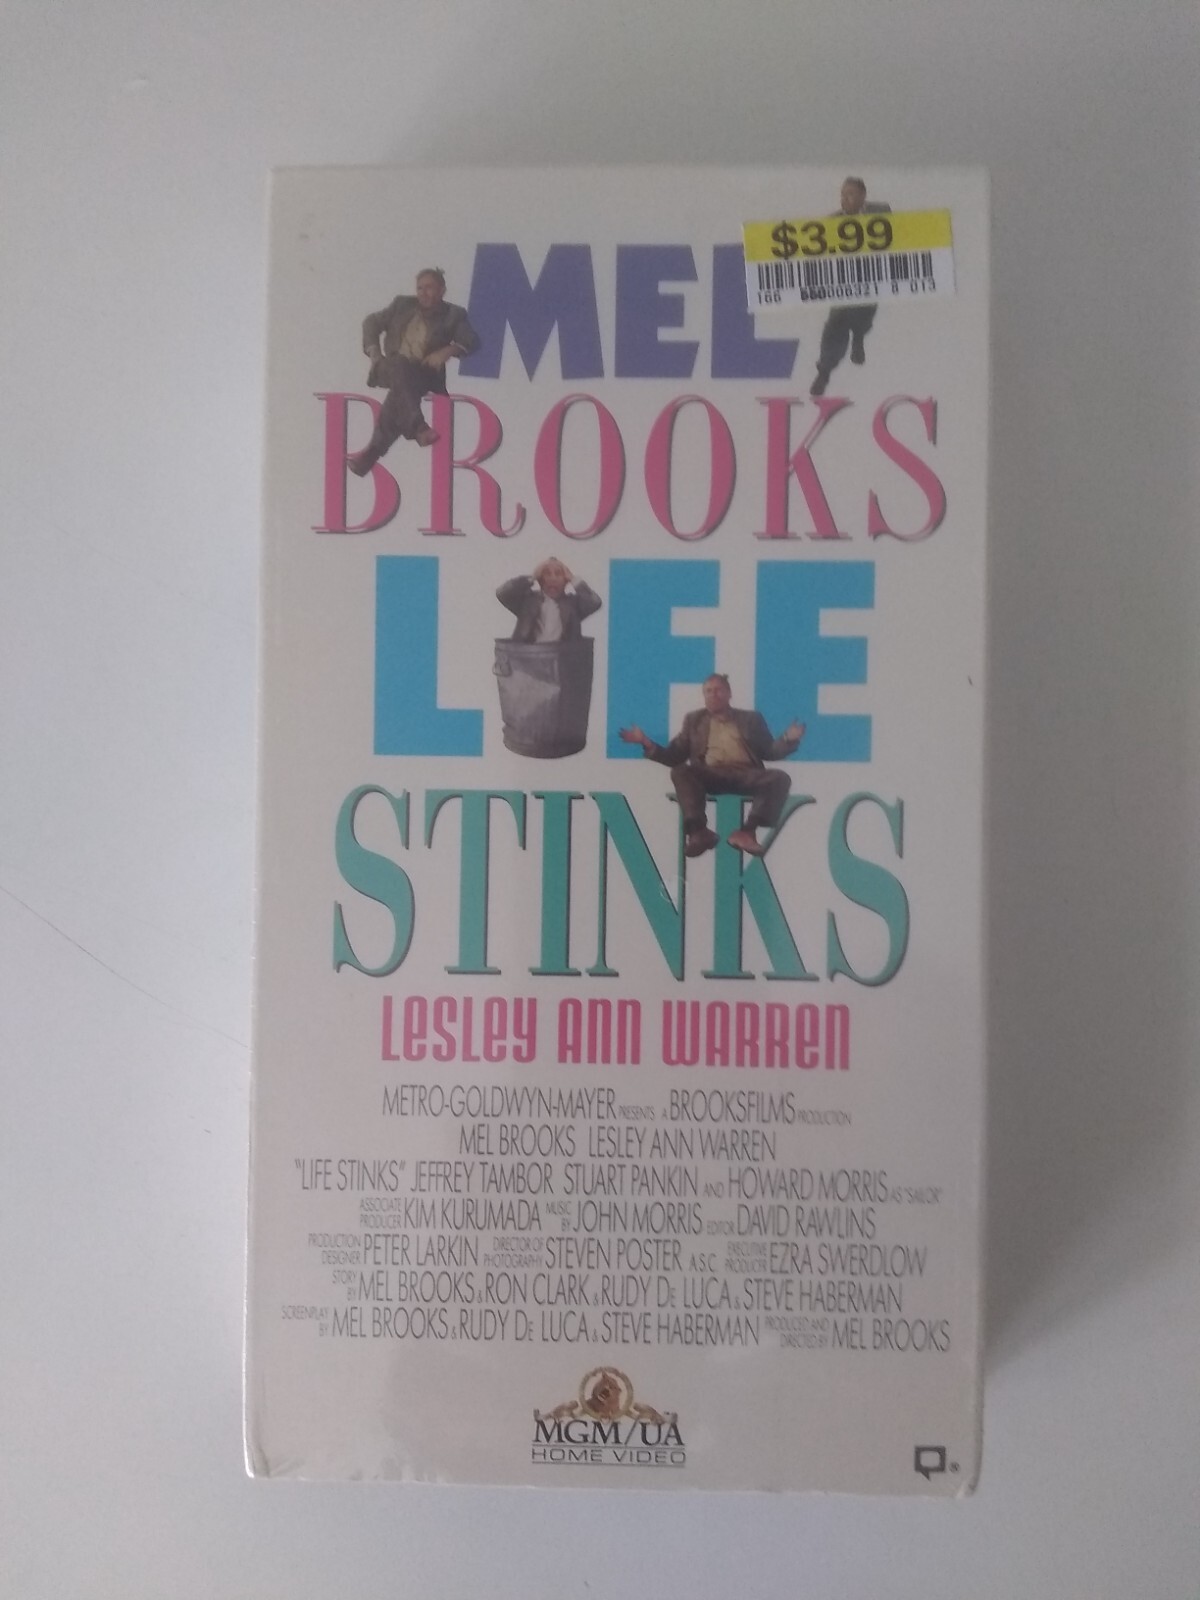 $3.99
166 660006321 8 013
MEL
BROOKS
LIFE
STINKS
LESLEY ANN WARREN
METRO-GOLDWYN-MAYER PRESENTS A BROOKSFILMS PRODUCTION
MEL BROOKS LESLEY ANN WARREN
"LIFE STINKS" JEFFREY TAMBOR STUART PANKIN AND HOWARD MORRIS AS "SAILOR"
ASSOCIATE PRODUCER KIM KURUMADA MUSIC BY JOHN MORRIS EDITOR DAVID RAWLINS
PRODUCTION DESIGNER PETER LARKIN DIRECTOR OF PHOTOGRAPHY STEVEN POSTER A.S.C. EXECUTIVE PRODUCER EZRA SWERDLOW
STORY BY MEL BROOKS & RON CLARK & RUDY DE LUCA & STEVE HABERMAN
SCREENPLAY BY MEL BROOKS & RUDY DE LUCA & STEVE HABERMAN PRODUCED AND DIRECTED BY MEL BROOKS
MGM/UA
HOME VIDEO
®